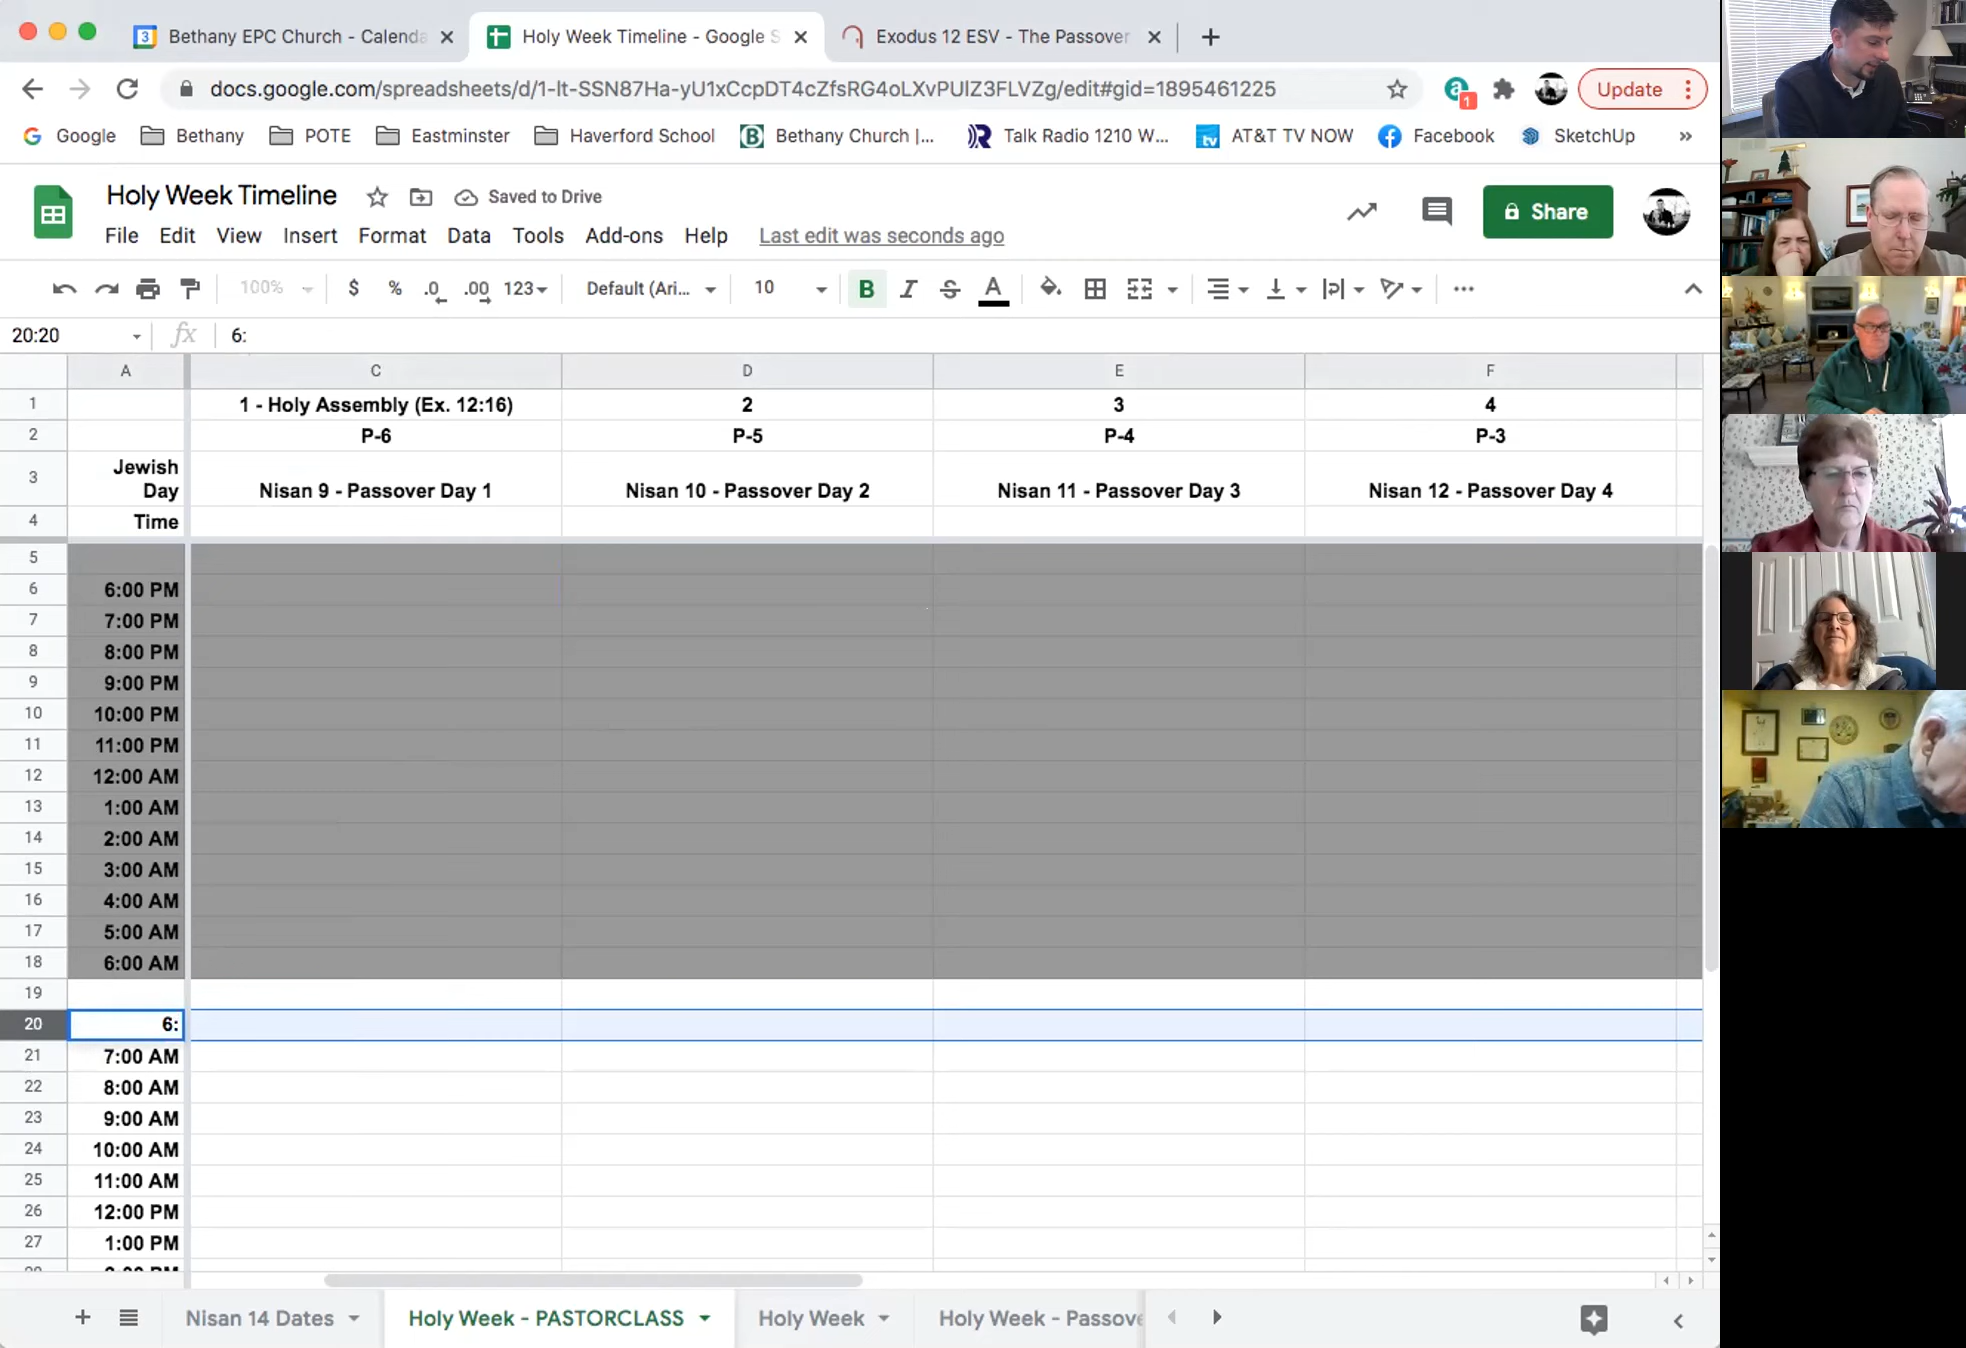 Bethany EPC Church - Calenda
Holy Week Timeline - Google S
Exodus 12 ESV - The Passover
docs.google.com/spreadsheets/d/1-lt-SSN87Ha-yU1xCcpDT4cZfsRG4oLXvPUlZ3FLVZg/edit#gid=1895461225
1
Update
Google
Bethany
POTE
Eastminster
Haverford School
Bethany Church |...
Talk Radio 1210 W...
AT&T TV NOW
Facebook
SketchUp
»
Holy Week Timeline
Saved to Drive
Share
File Edit View Insert Format Data Tools Add-ons Help Last edit was seconds ago
100% $ % .0 .00 123 Default (Ari... 10 B I S A
20:20 fx 6:
A C D E F
1 1 - Holy Assembly (Ex. 12:16) 2 3 4
2 P-6 P-5 P-4 P-3
3 Jewish Day Nisan 9 - Passover Day 1 Nisan 10 - Passover Day 2 Nisan 11 - Passover Day 3 Nisan 12 - Passover Day 4
4 Time
5
6 6:00 PM
7 7:00 PM
8 8:00 PM
9 9:00 PM
10 10:00 PM
11 11:00 PM
12 12:00 AM
13 1:00 AM
14 2:00 AM
15 3:00 AM
16 4:00 AM
17 5:00 AM
18 6:00 AM
19
20 6:
21 7:00 AM
22 8:00 AM
23 9:00 AM
24 10:00 AM
25 11:00 AM
26 12:00 PM
27 1:00 PM
Nisan 14 Dates
Holy Week - PASTORCLASS
Holy Week
Holy Week - Passove